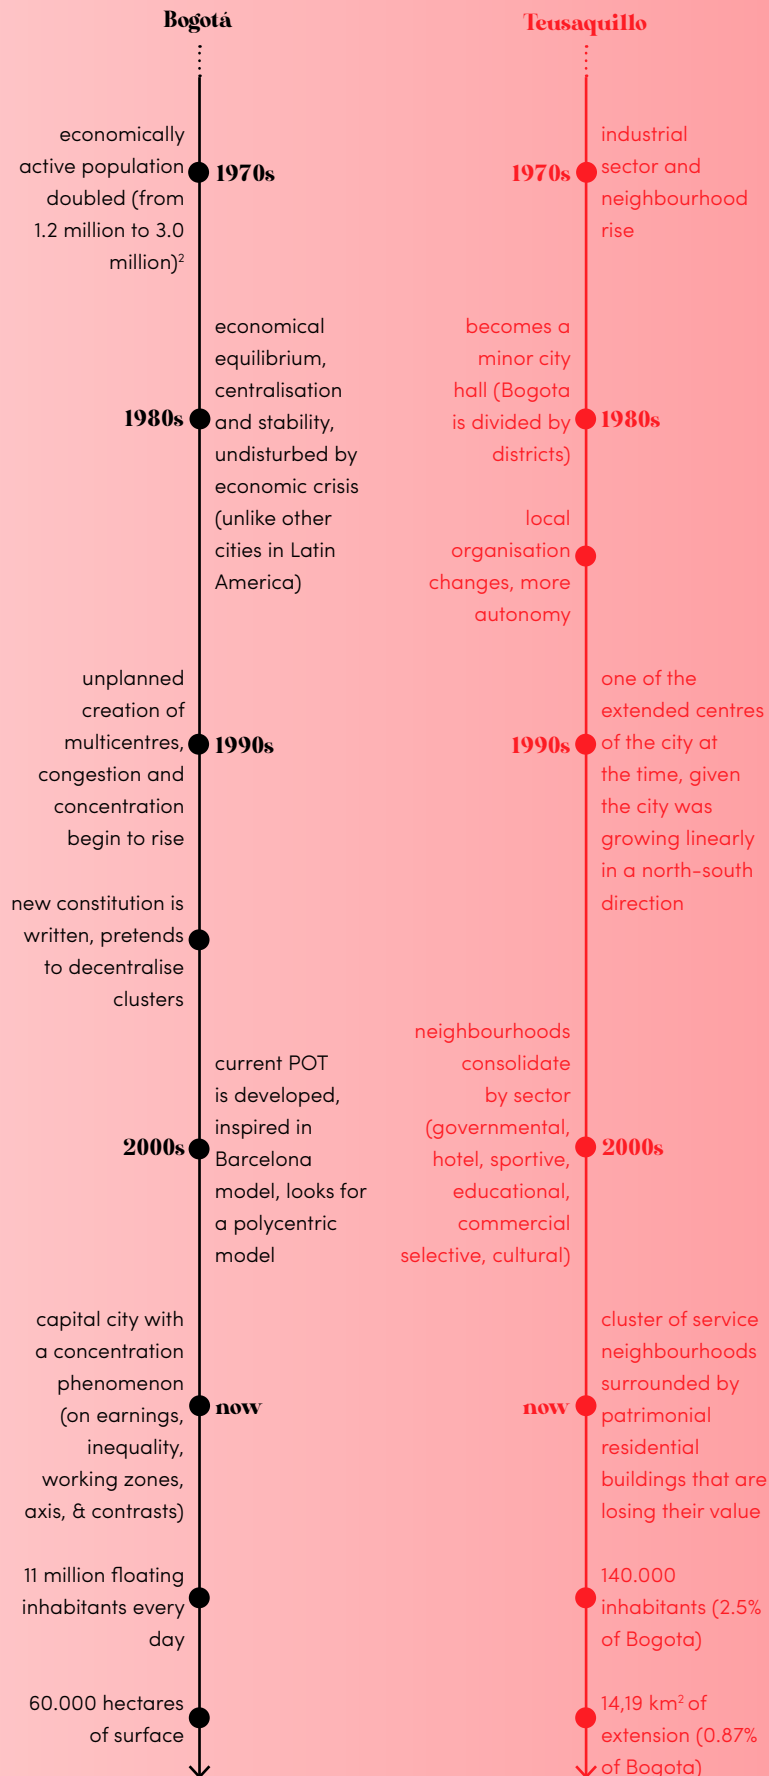 Bogotá
economically
active population
doubled (from
1.2 million to 3.0
million)²
1970s
economical
equilibrium,
centralisation
and stability,
undisturbed by
economic crisis
(unlike other
cities in Latin
America)
1980s
unplanned
creation of
multicentres,
congestion and
concentration
begin to rise
1990s
new constitution is
written, pretends
to decentralise
clusters
current POT
is developed,
inspired in
Barcelona
model, looks for
a polycentric
model
2000s
capital city with
a concentration
phenomenon
(on earnings,
inequality,
working zones,
axis, & contrasts)
now
11 million floating
inhabitants every
day
60.000 hectares
of surface
Teusaquillo
1970s
industrial
sector and
neighbourhood
rise
becomes a
minor city
hall (Bogota
is divided by
districts)
1980s
local
organisation
changes, more
autonomy
1990s
one of the
extended centres
of the city at
the time, given
the city was
growing linearly
in a north-south
direction
neighbourhoods
consolidate
by sector
(governmental,
hotel, sportive,
educational,
commercial
selective, cultural)
2000s
now
cluster of service
neighbourhoods
surrounded by
patrimonial
residential
buildings that are
losing their value
140.000
inhabitants (2.5%
of Bogota)
14,19 km² of
extension (0.87%
of Bogota)